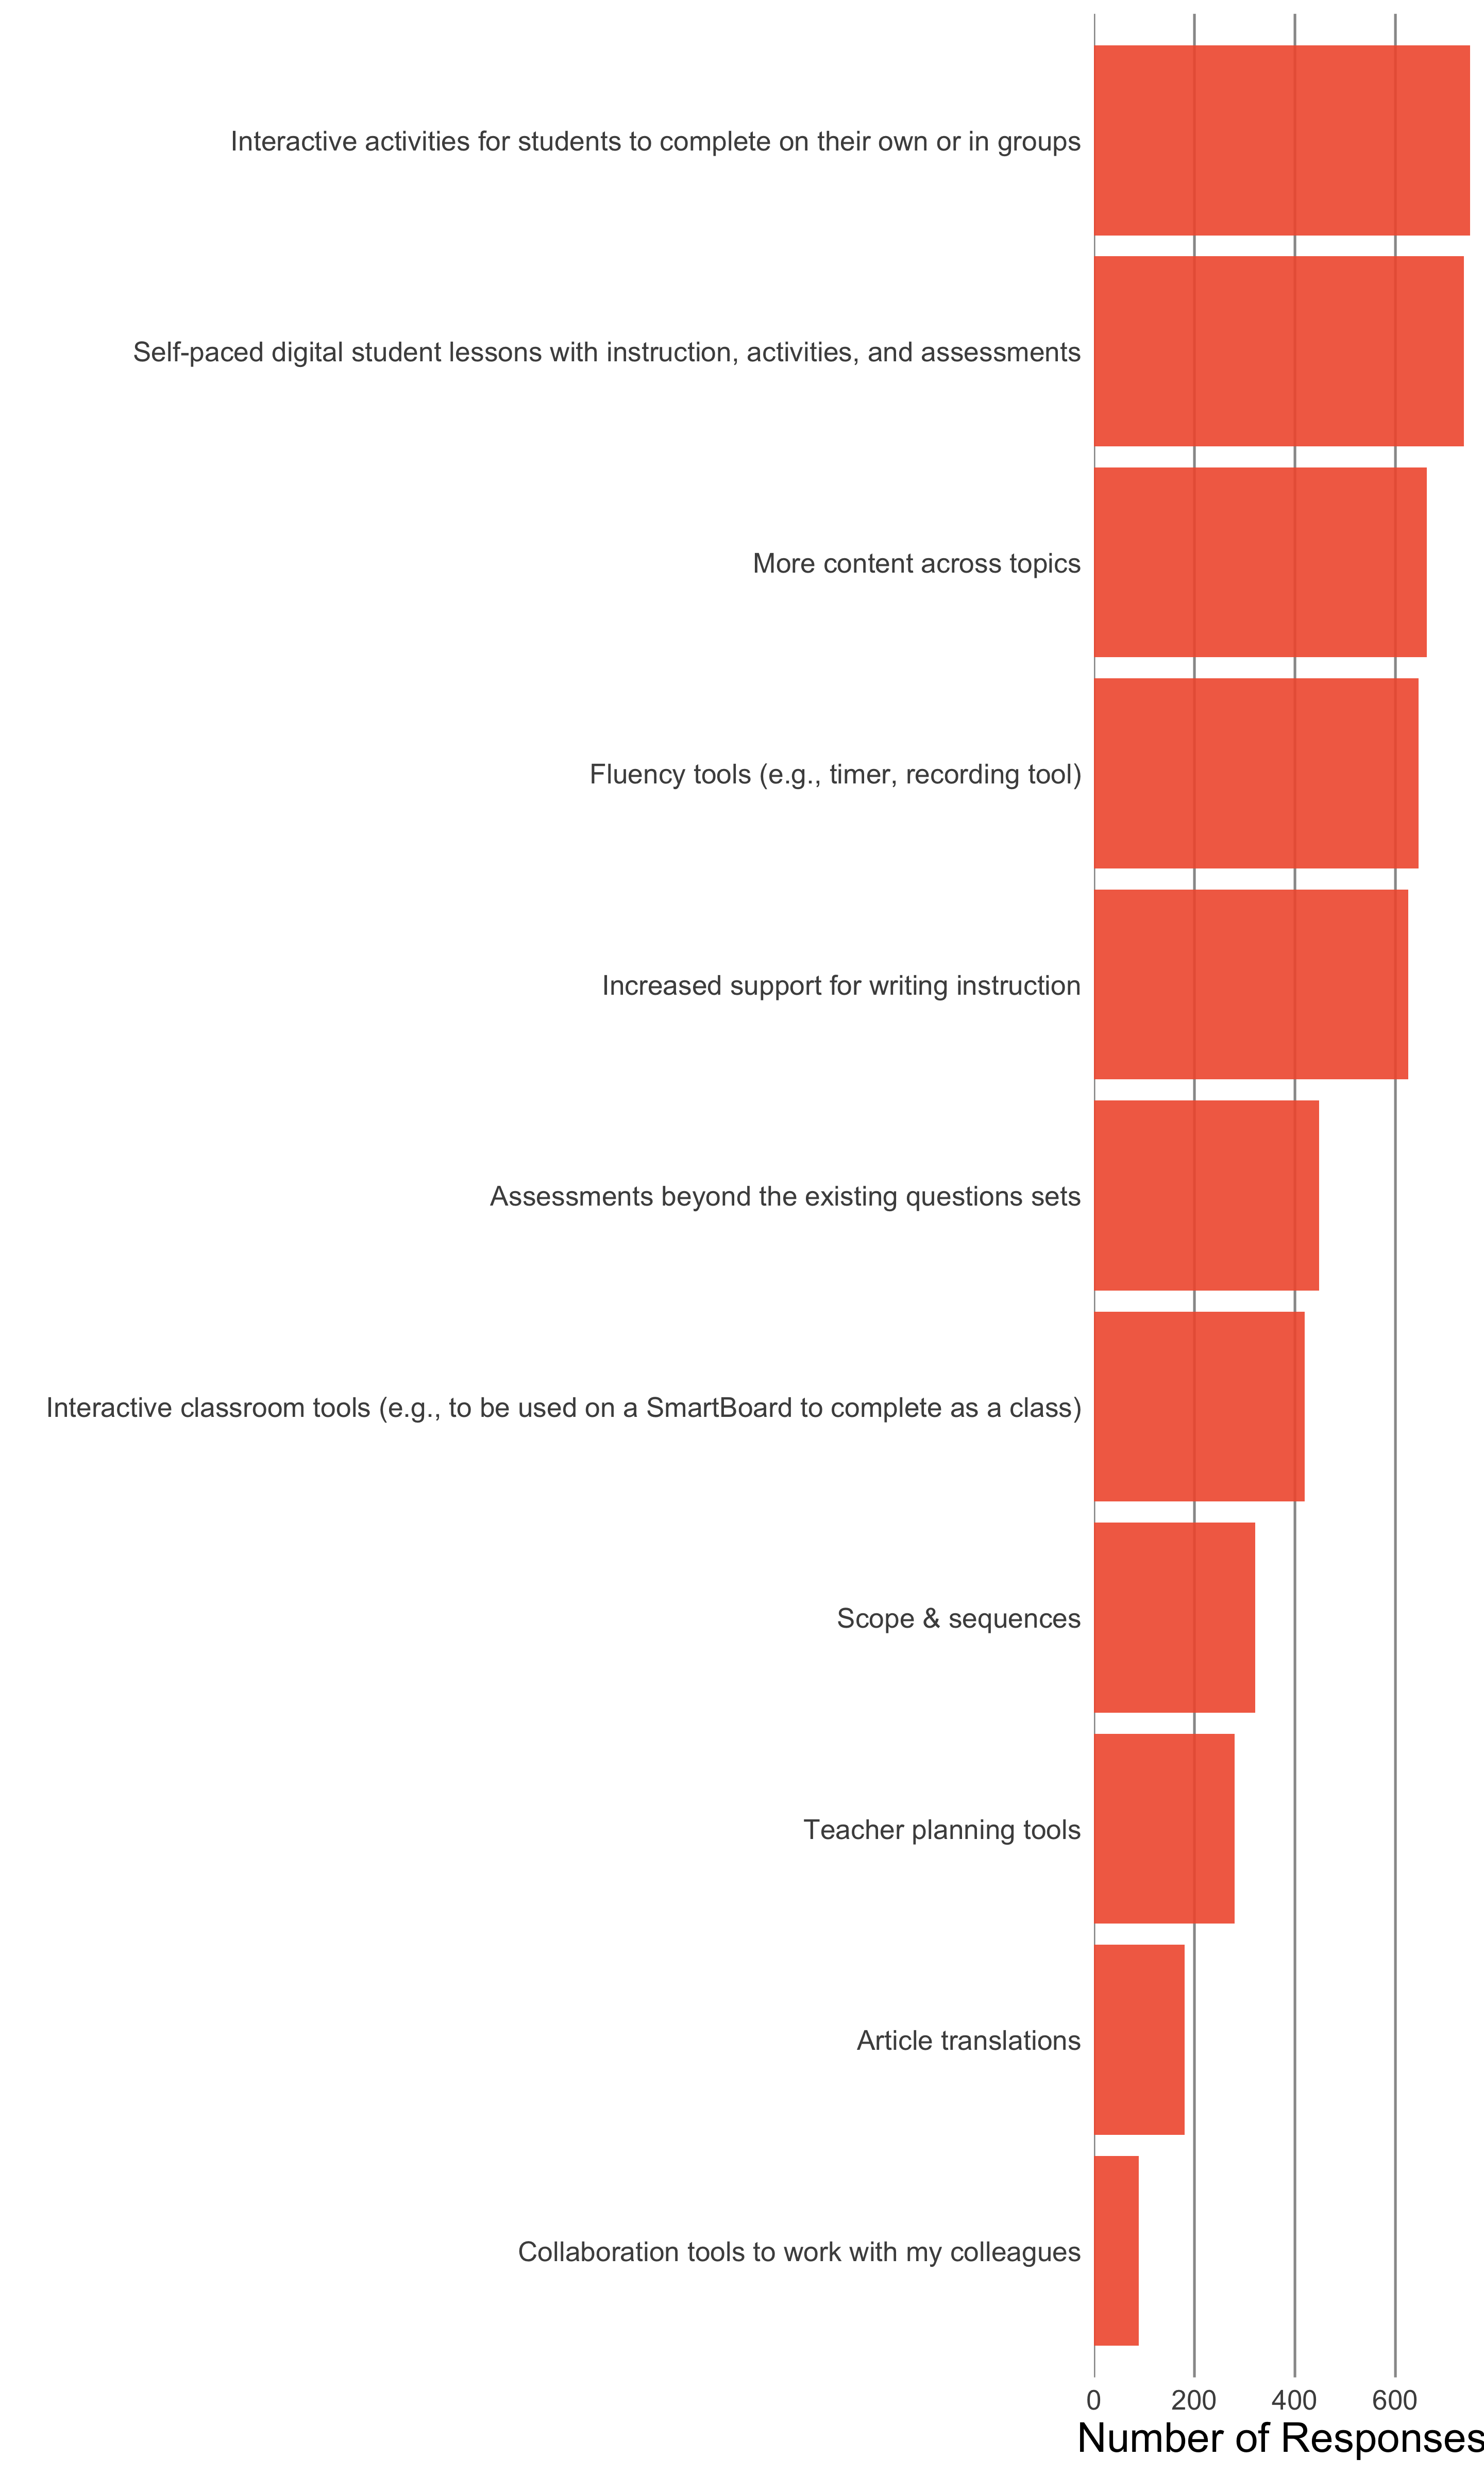 Interactive activities for students to complete on their own or in groups
Self-paced digital student lessons with instruction, activities, and assessments
More content across topics
Fluency tools (e.g., timer, recording tool)
Increased support for writing instruction
Assessments beyond the existing questions sets
Interactive classroom tools (e.g., to be used on a SmartBoard to complete as a class)
Scope & sequences
Teacher planning tools
Article translations
Collaboration tools to work with my colleagues
0 200 400 600
Number of Responses